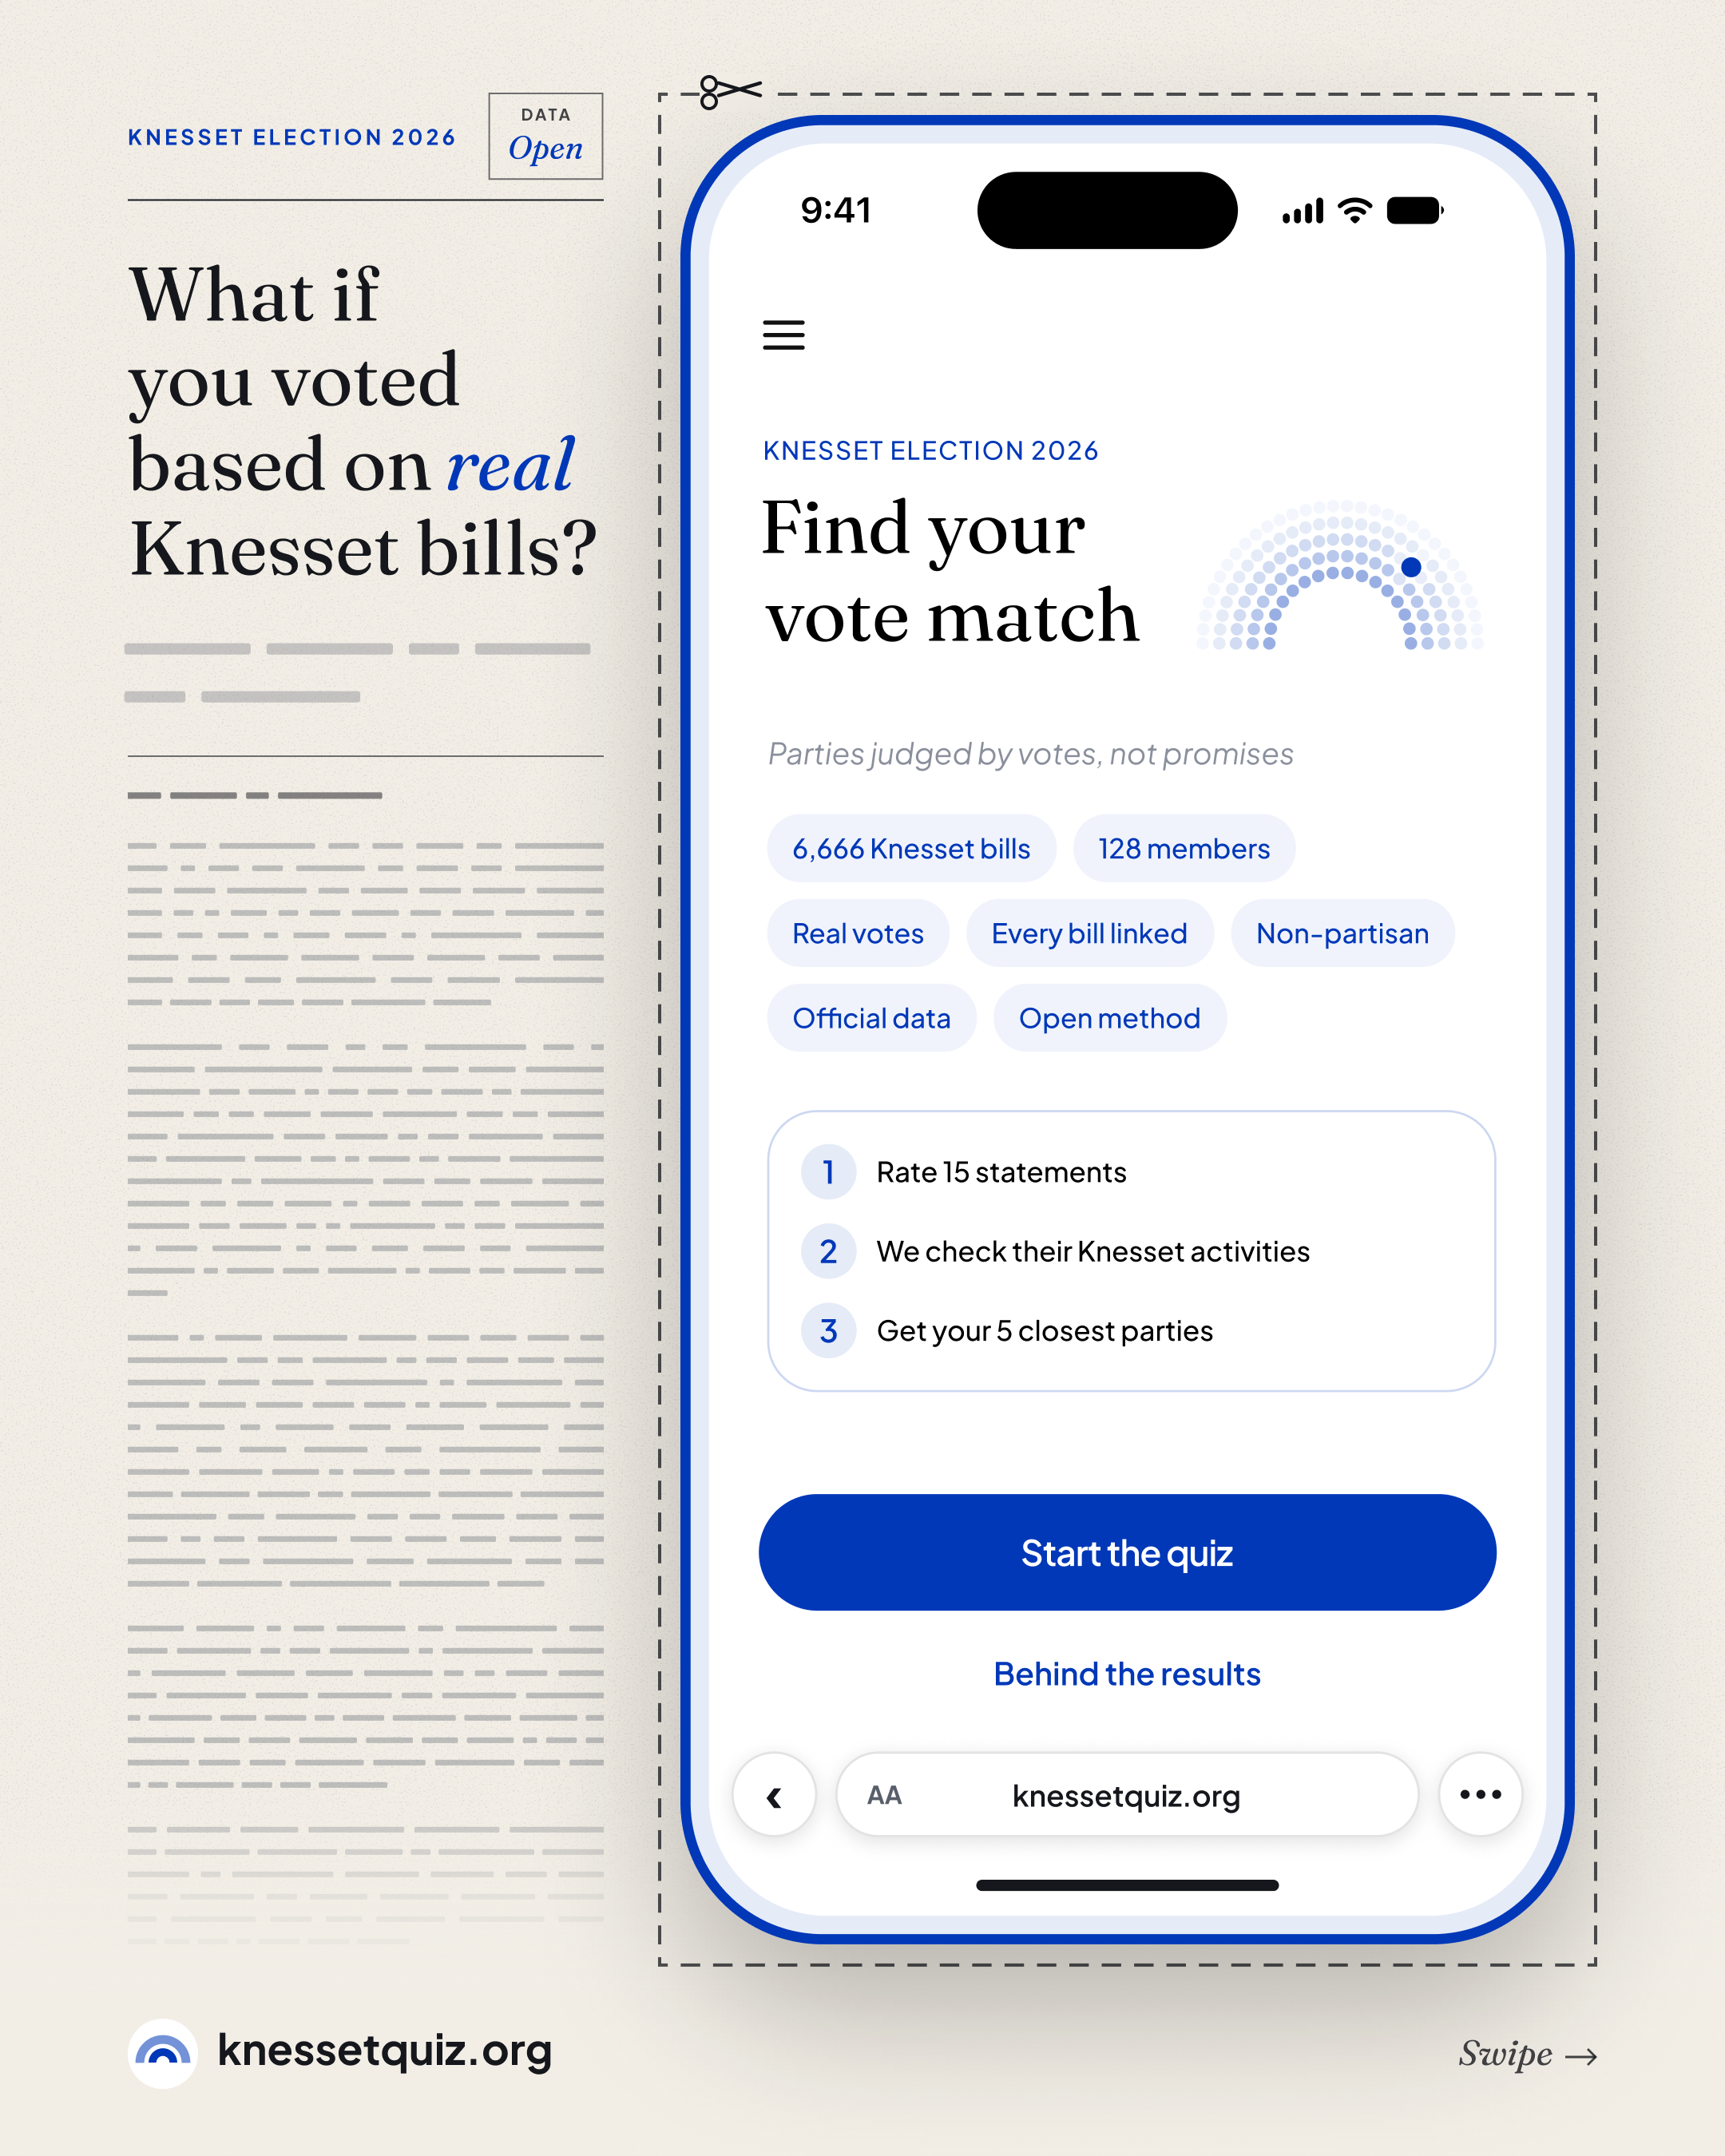 KNESSET ELECTION 2026
DATA
Open
What if
you voted
based on real
Knesset bills?
9:41
KNESSET ELECTION 2026
Find your
vote match
Parties judged by votes, not promises
6,666 Knesset bills
128 members
Real votes
Every bill linked
Non-partisan
Official data
Open method
1 Rate 15 statements
2 We check their Knesset activities
3 Get your 5 closest parties
Start the quiz
Behind the results
AA knessetquiz.org
knessetquiz.org
Swipe →